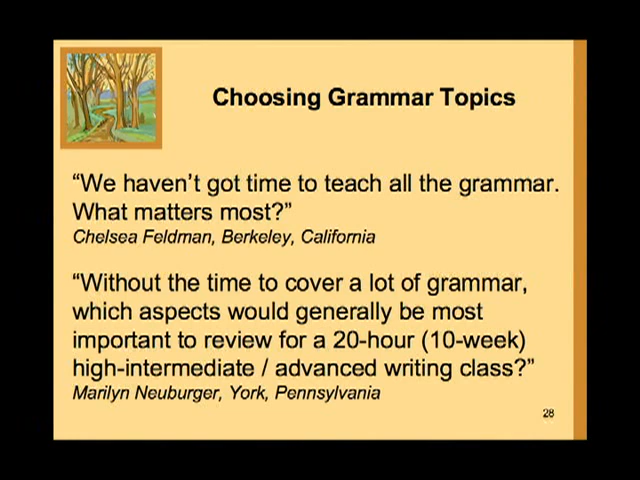 Choosing Grammar Topics
“We haven’t got time to teach all the grammar.
What matters most?”
Chelsea Feldman, Berkeley, California
“Without the time to cover a lot of grammar,
which aspects would generally be most
important to review for a 20-hour (10-week)
high-intermediate / advanced writing class?”
Marilyn Neuburger, York, Pennsylvania
28